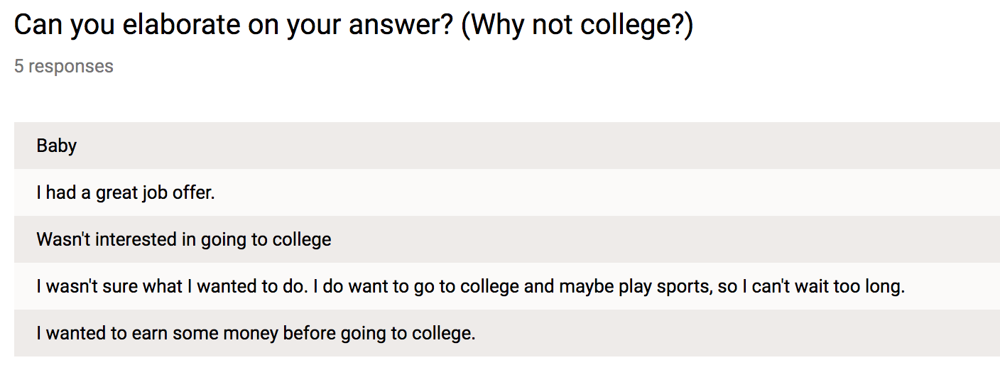 Can you elaborate on your answer? (Why not college?)
5 responses
Baby
I had a great job offer.
Wasn't interested in going to college
I wasn't sure what I wanted to do. I do want to go to college and maybe play sports, so I can't wait too long.
I wanted to earn some money before going to college.